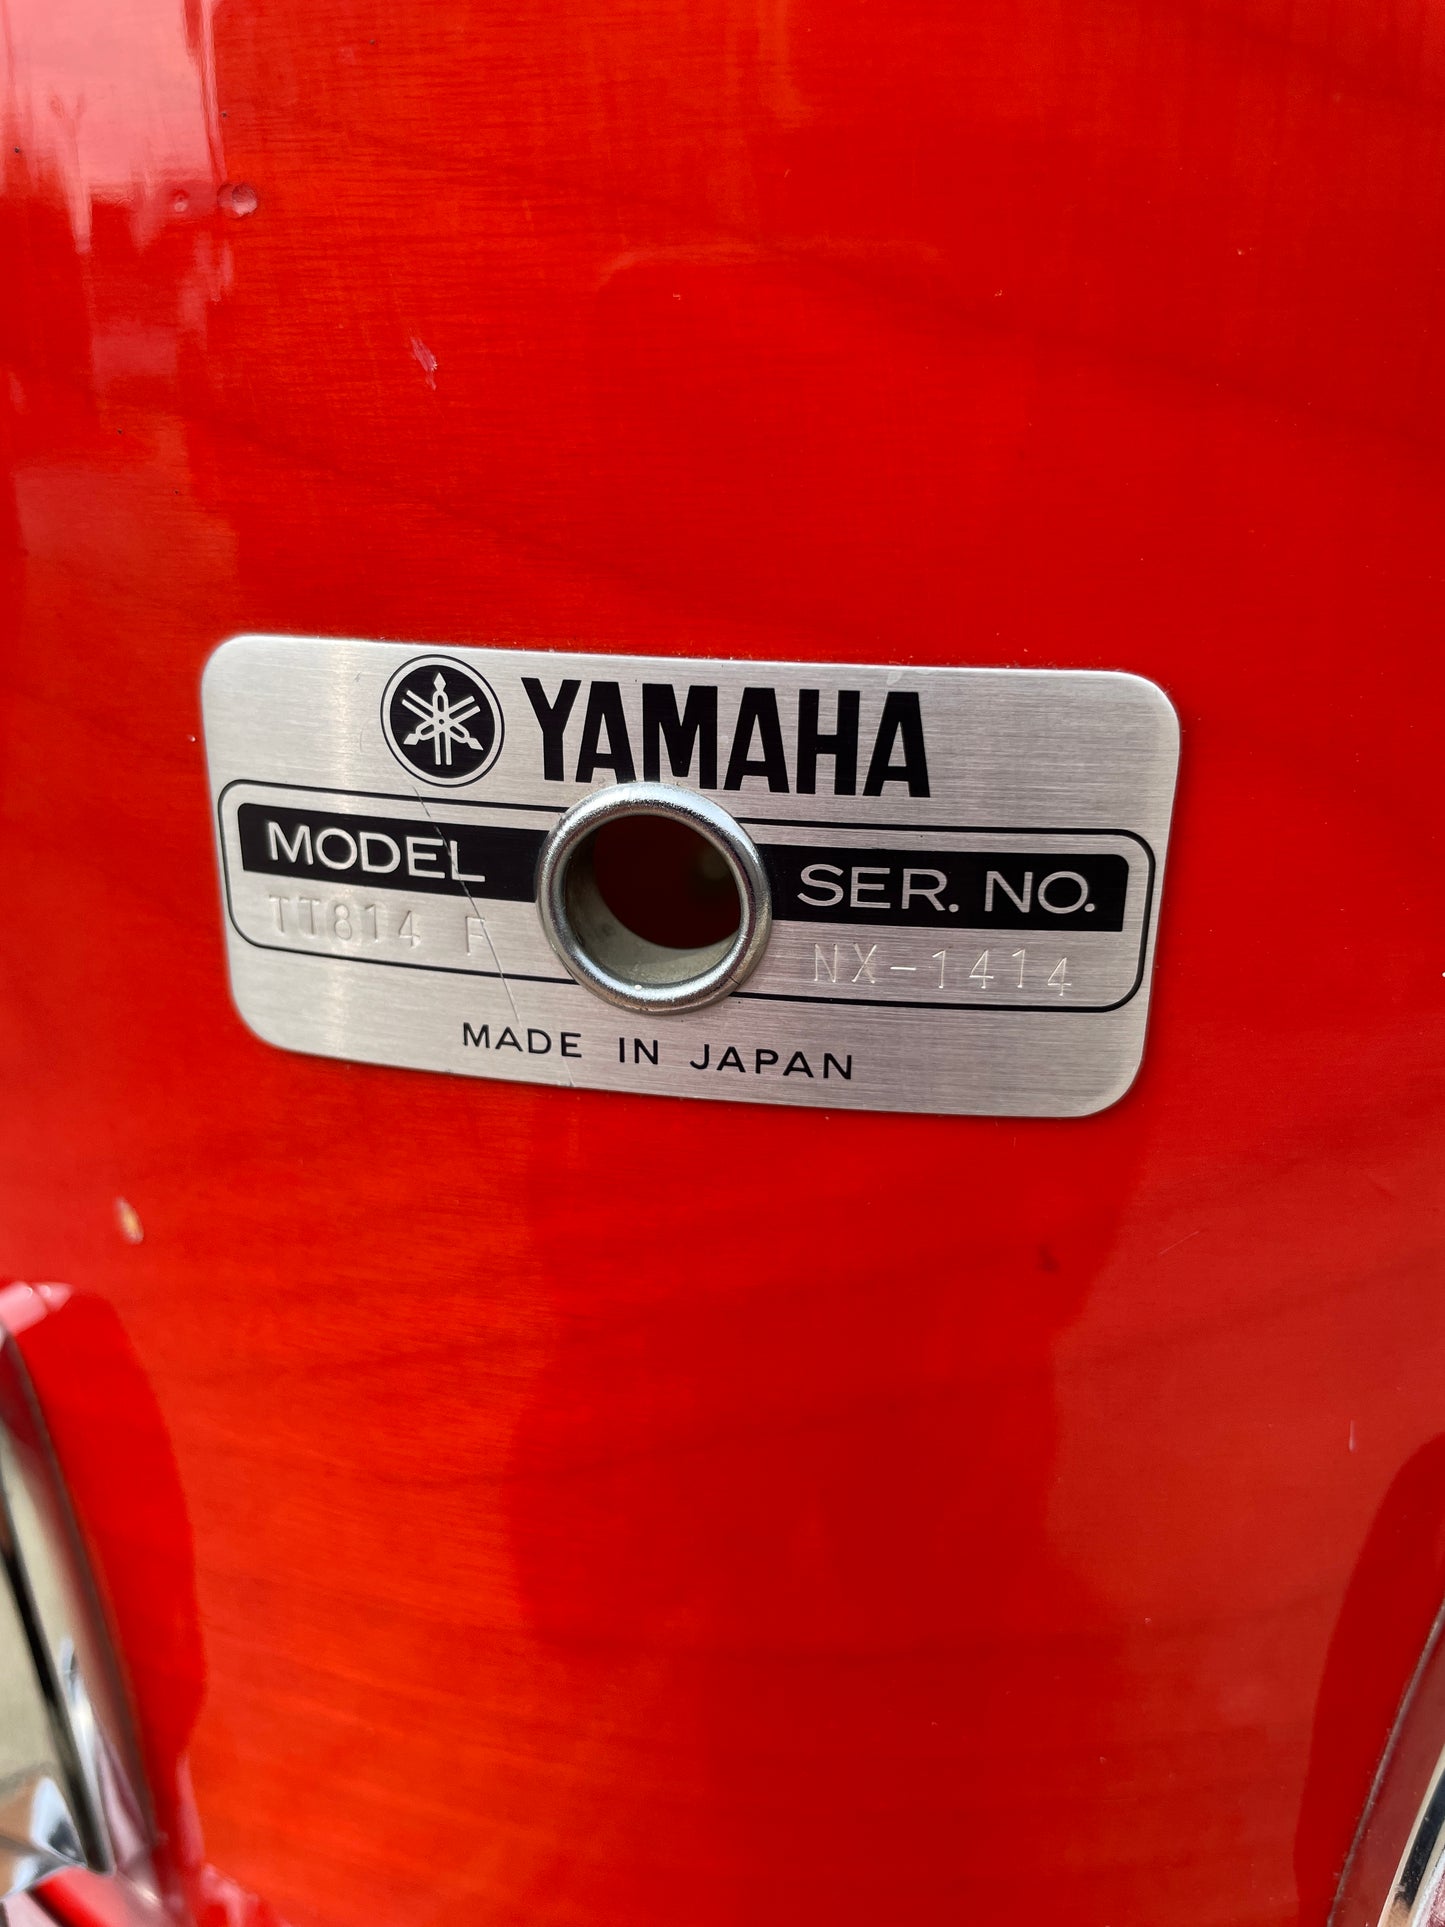 YAMAHA
MODEL SER. NO.
TT814 F NX-1414
MADE IN JAPAN